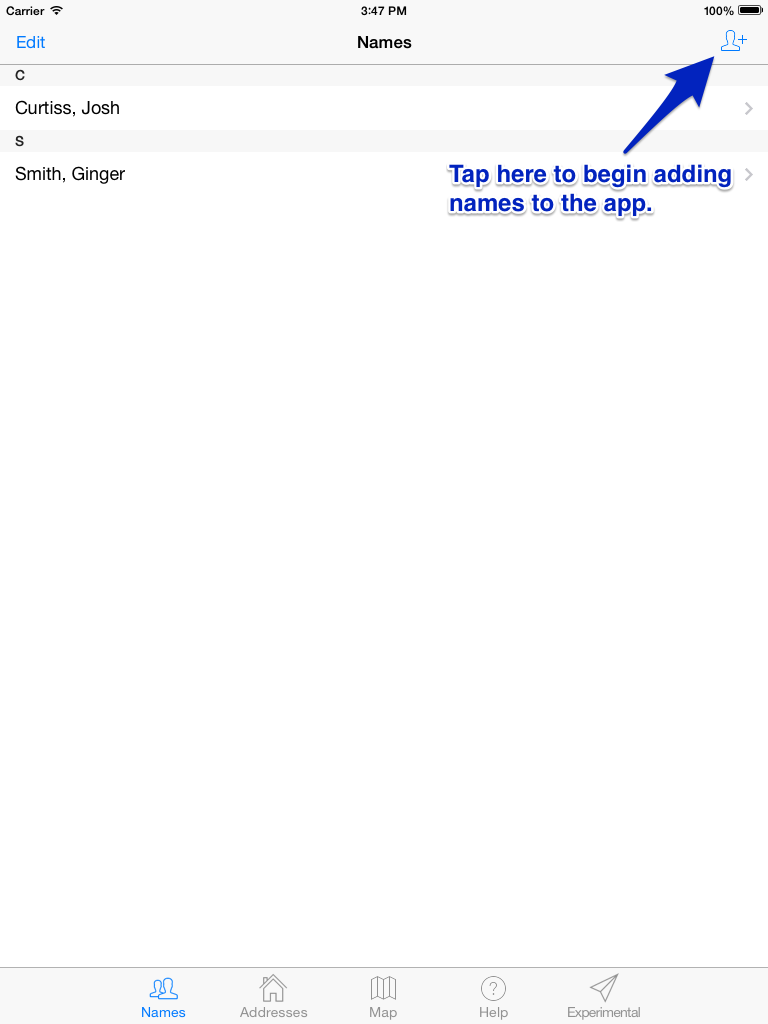 Carrier 3:47 PM 100%
Edit Names
C
Curtiss, Josh
S
Smith, Ginger
Tap here to begin adding
names to the app.
Names Addresses Map Help Experimental